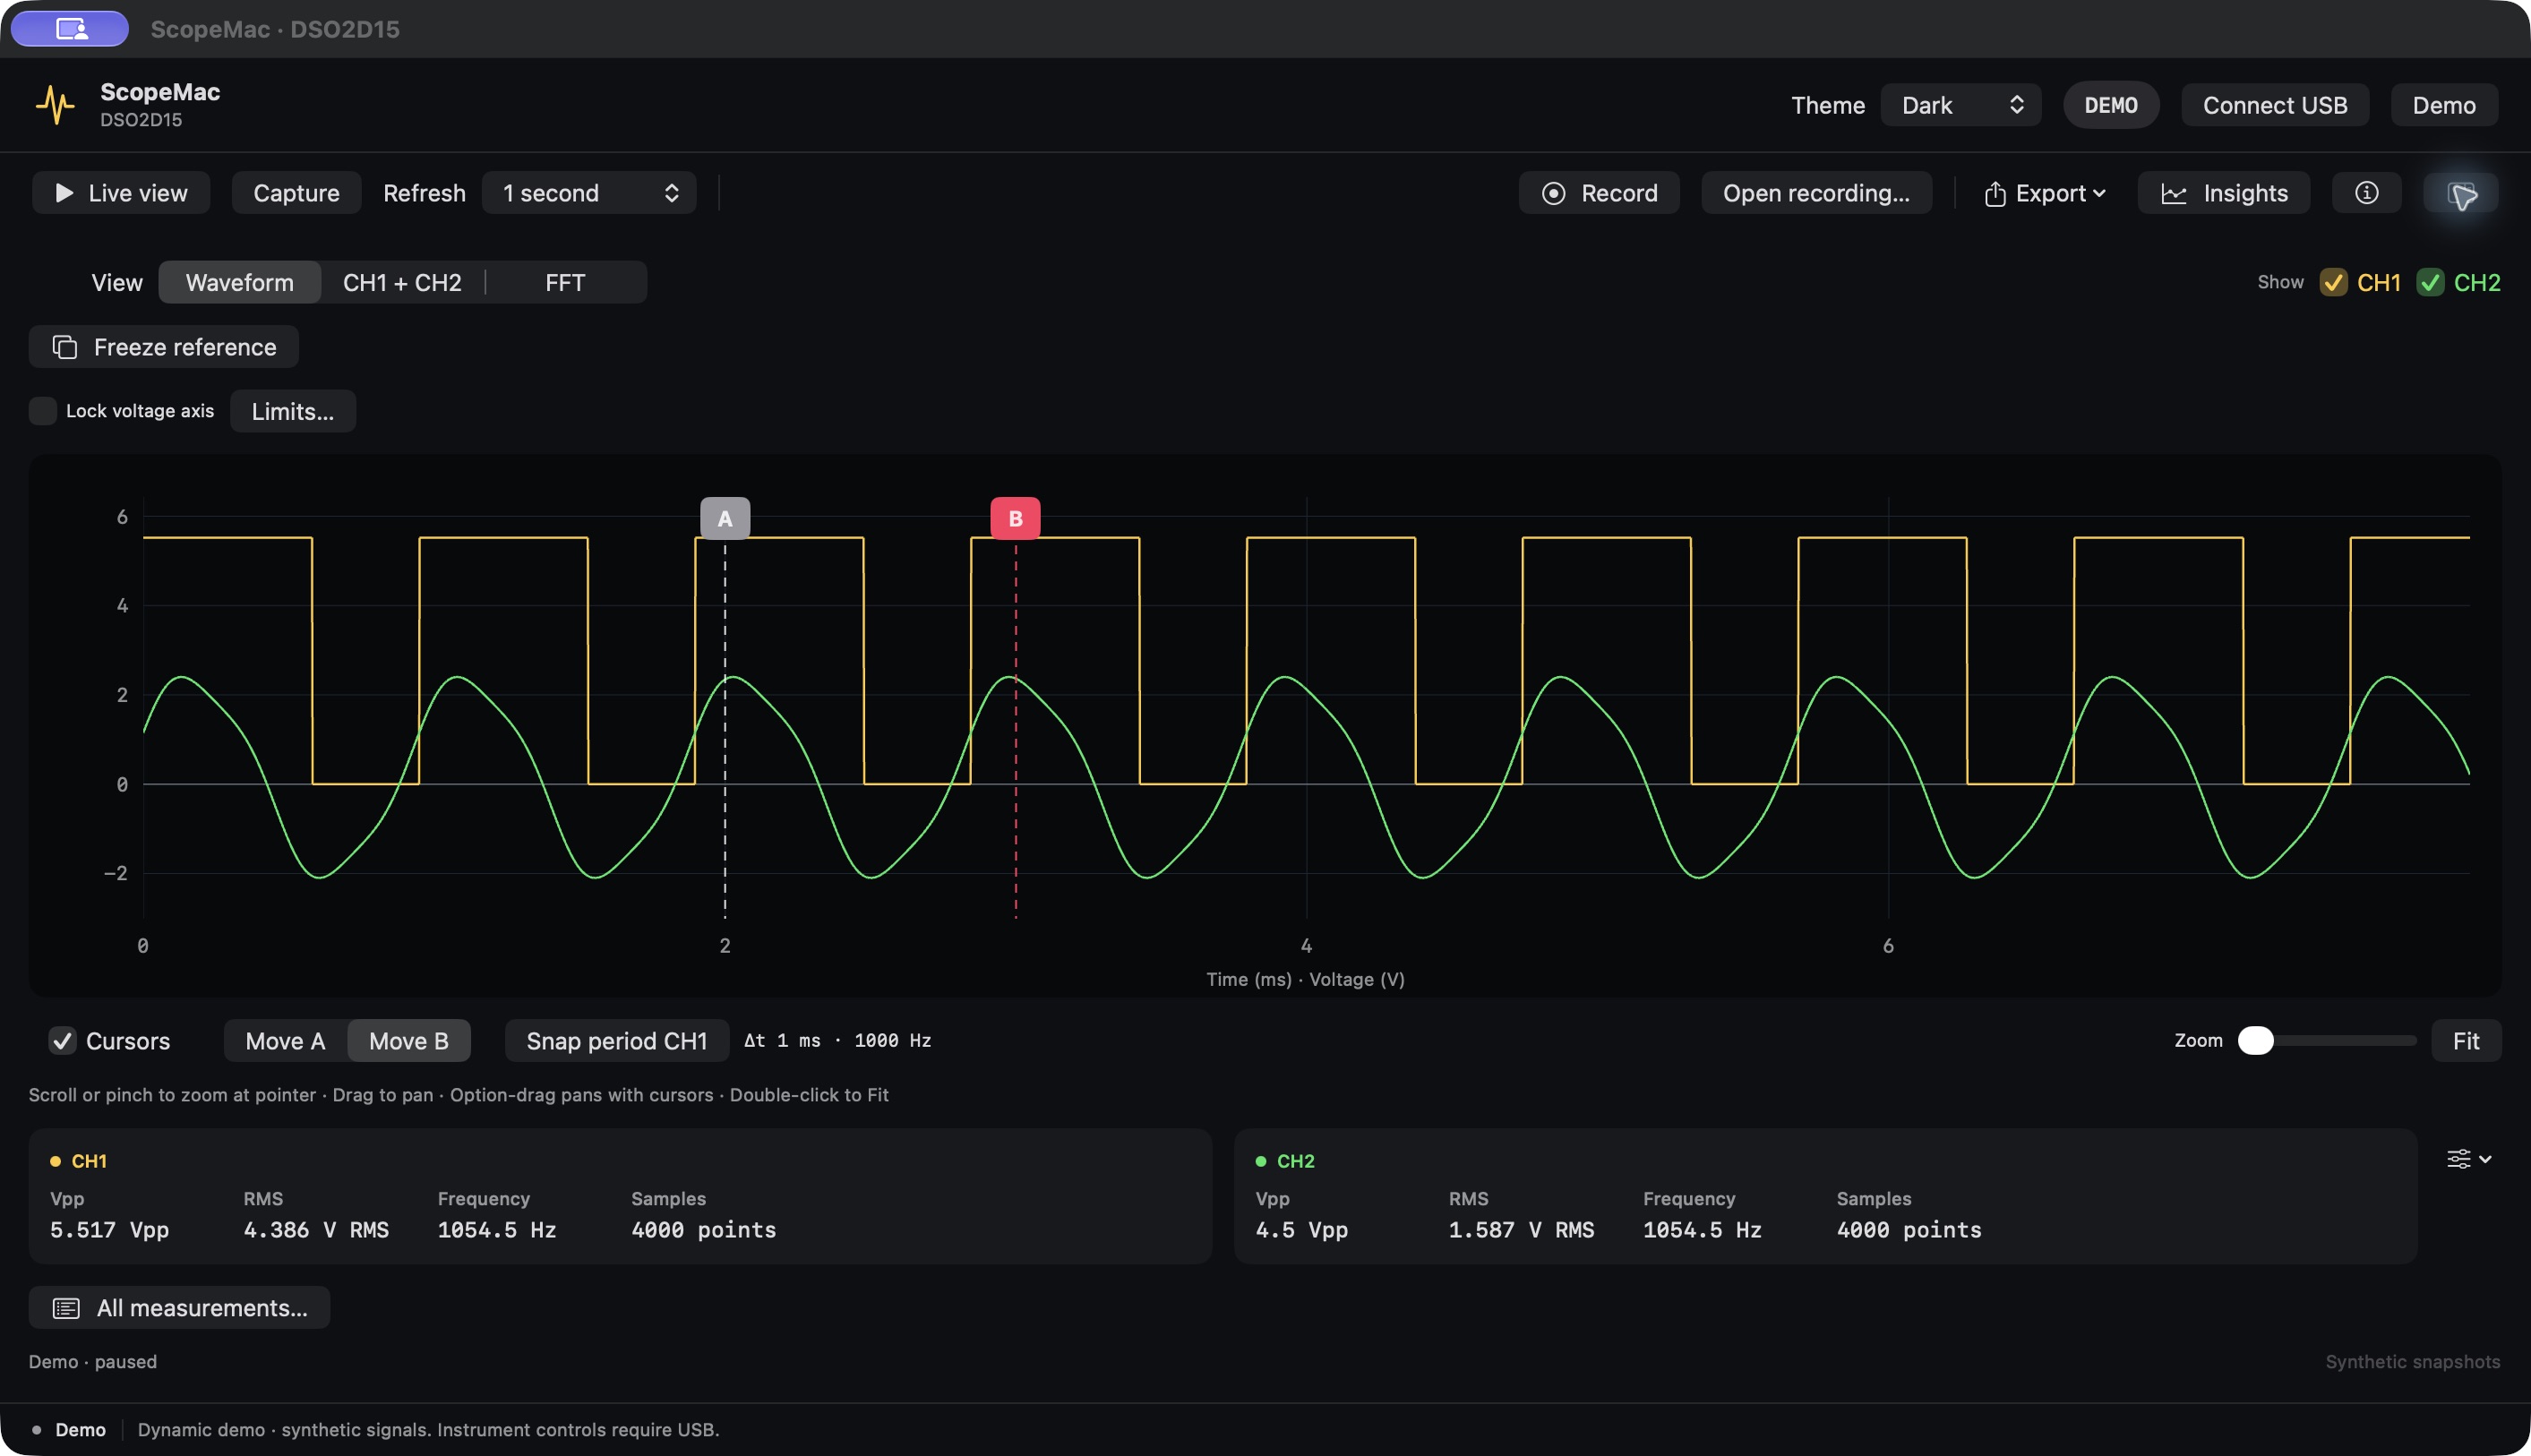 ScopeMac · DSO2D15
ScopeMac
DSO2D15
Theme Dark DEMO Connect USB Demo
Live view Capture Refresh 1 second Record Open recording... Export Insights
View Waveform CH1 + CH2 FFT Show CH1 CH2
Freeze reference
Lock voltage axis Limits...
A B
6
4
2
0
−2
0 2 4 6
Time (ms) · Voltage (V)
Cursors Move A Move B Snap period CH1 Δt 1 ms · 1000 Hz Zoom Fit
Scroll or pinch to zoom at pointer · Drag to pan · Option-drag pans with cursors · Double-click to Fit
CH1
Vpp RMS Frequency Samples
5.517 Vpp 4.386 V RMS 1054.5 Hz 4000 points
CH2
Vpp RMS Frequency Samples
4.5 Vpp 1.587 V RMS 1054.5 Hz 4000 points
All measurements...
Demo · paused Synthetic snapshots
Demo Dynamic demo · synthetic signals. Instrument controls require USB.